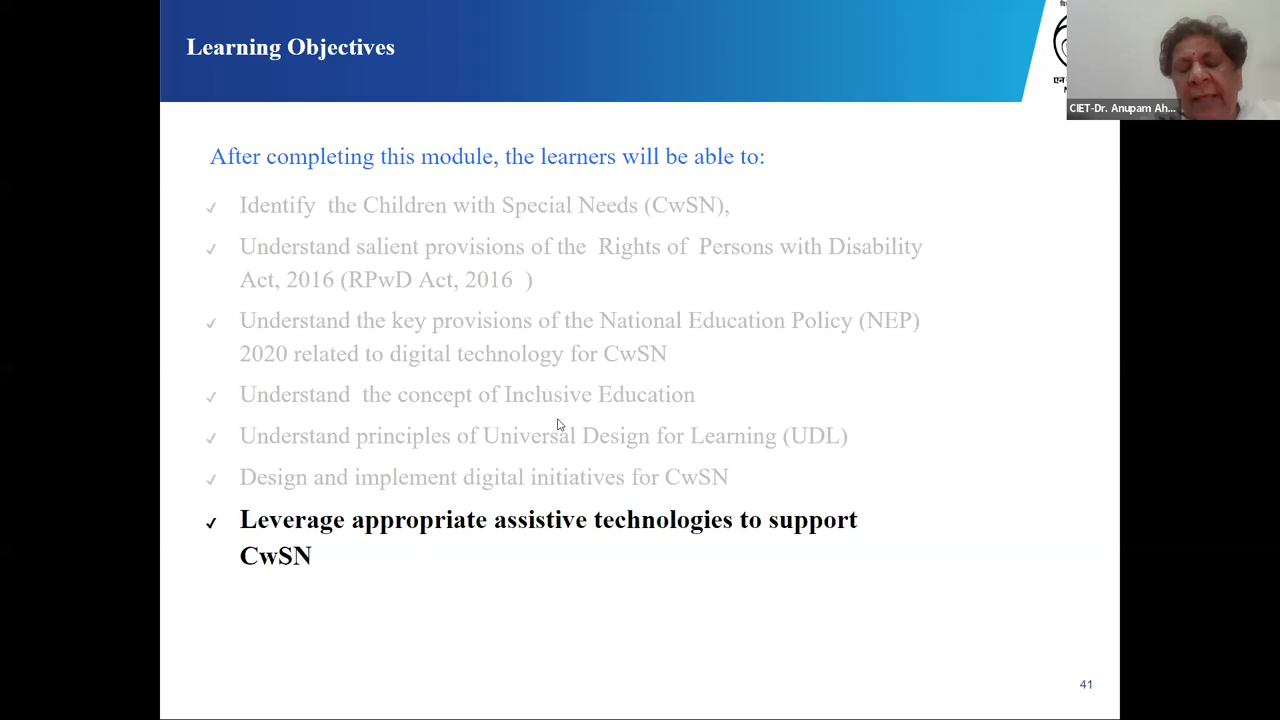 Learning Objectives
एन
CIET-Dr. Anupam Ah...
After completing this module, the learners will be able to:
✓ Identify the Children with Special Needs (CwSN),
✓ Understand salient provisions of the Rights of Persons with Disability
Act, 2016 (RPwD Act, 2016 )
✓ Understand the key provisions of the National Education Policy (NEP)
2020 related to digital technology for CwSN
✓ Understand the concept of Inclusive Education
✓ Understand principles of Universal Design for Learning (UDL)
✓ Design and implement digital initiatives for CwSN
✓ Leverage appropriate assistive technologies to support
CwSN
41